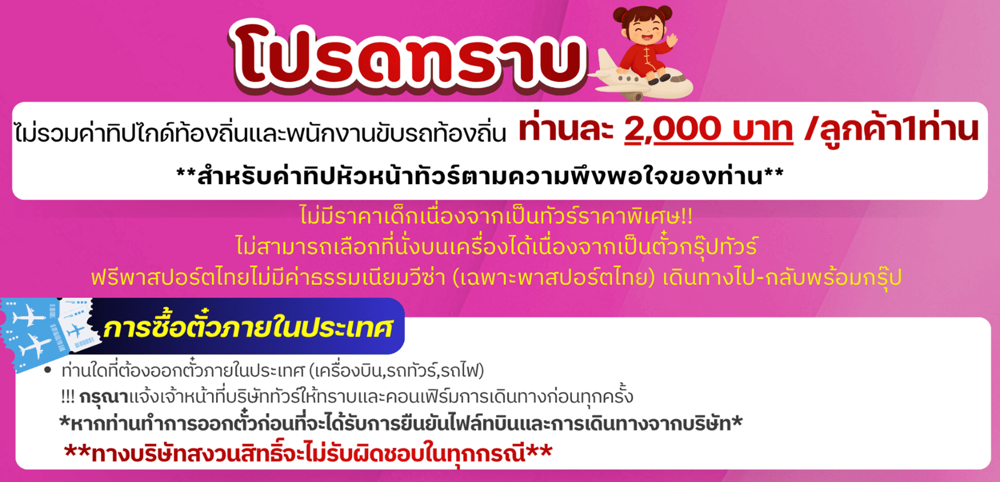 โปรดทราบ
ไม่รวมค่าทิปไกด์ท้องถิ่นและพนักงานขับรถท้องถิ่น ท่านละ 2,000 บาท /ลูกค้า1ท่าน
**สำหรับค่าทิปหัวหน้าทัวร์ตามความพึงพอใจของท่าน**
ไม่มีราคาเด็กเนื่องจากเป็นทัวร์ราคาพิเศษ!!
ไม่สามารถเลือกที่นั่งบนเครื่องได้เนื่องจากเป็นตั๋วกรุ๊ปทัวร์
ฟรีพาสปอร์ตไทยไม่มีค่าธรรมเนียมวีซ่า (เฉพาะพาสปอร์ตไทย) เดินทางไป-กลับพร้อมกรุ๊ป
การซื้อตั๋วภายในประเทศ
• ท่านใดที่ต้องออกตั๋วภายในประเทศ (เครื่องบิน,รถทัวร์,รถไฟ)
!!! กรุณาแจ้งเจ้าหน้าที่บริษัททัวร์ให้ทราบและคอนเฟิร์มการเดินทางก่อนทุกครั้ง
*หากท่านทำการออกตั๋วก่อนที่จะได้รับการยืนยันไฟล์ทบินและการเดินทางจากบริษัท*
**ทางบริษัทสงวนสิทธิ์จะไม่รับผิดชอบในทุกกรณี**